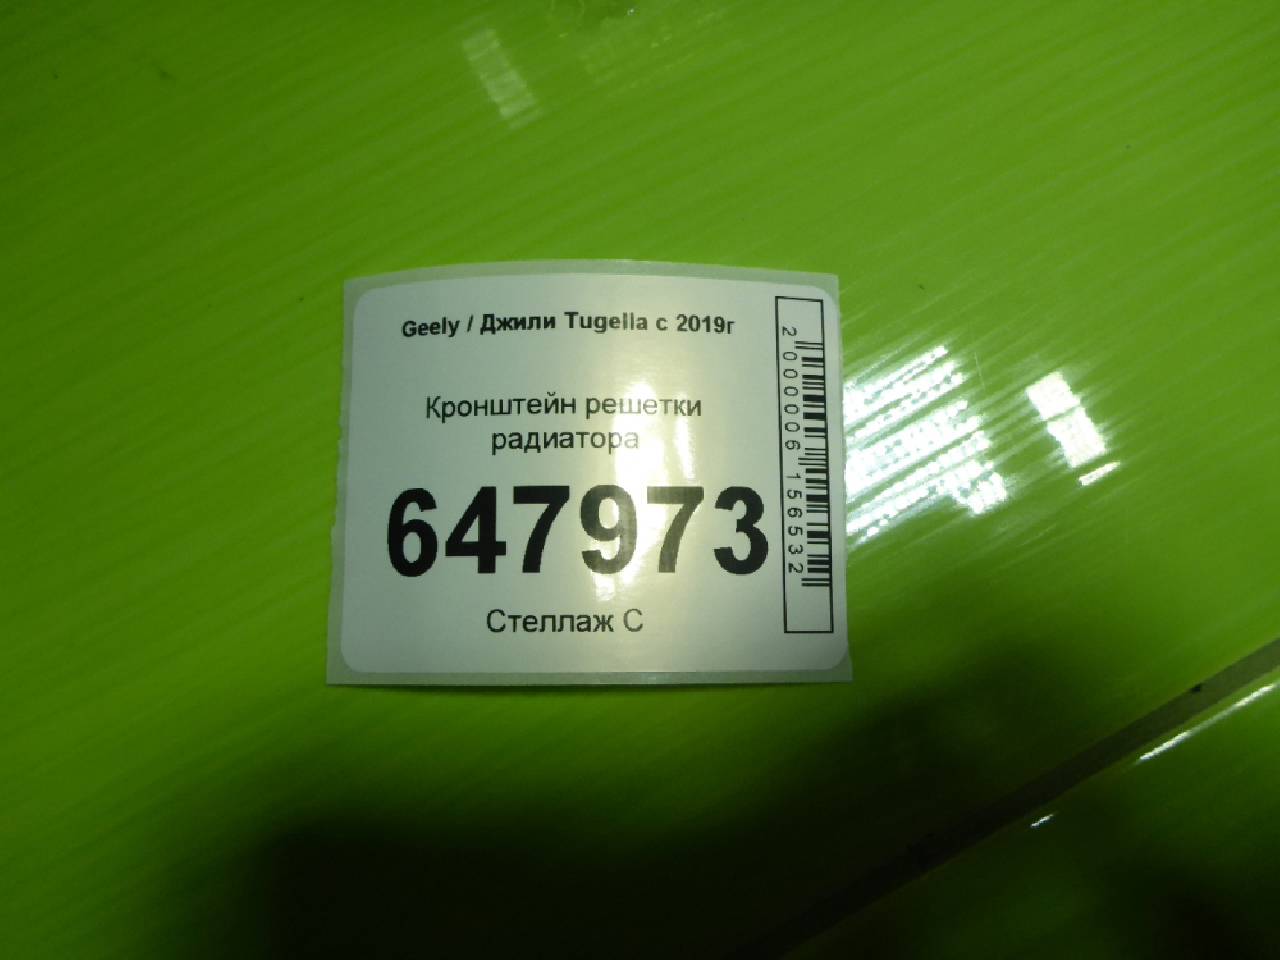 Geely / Джили Tugella с 2019г
Кронштейн решетки
радиатора
647973
Стеллаж С
2000006156532